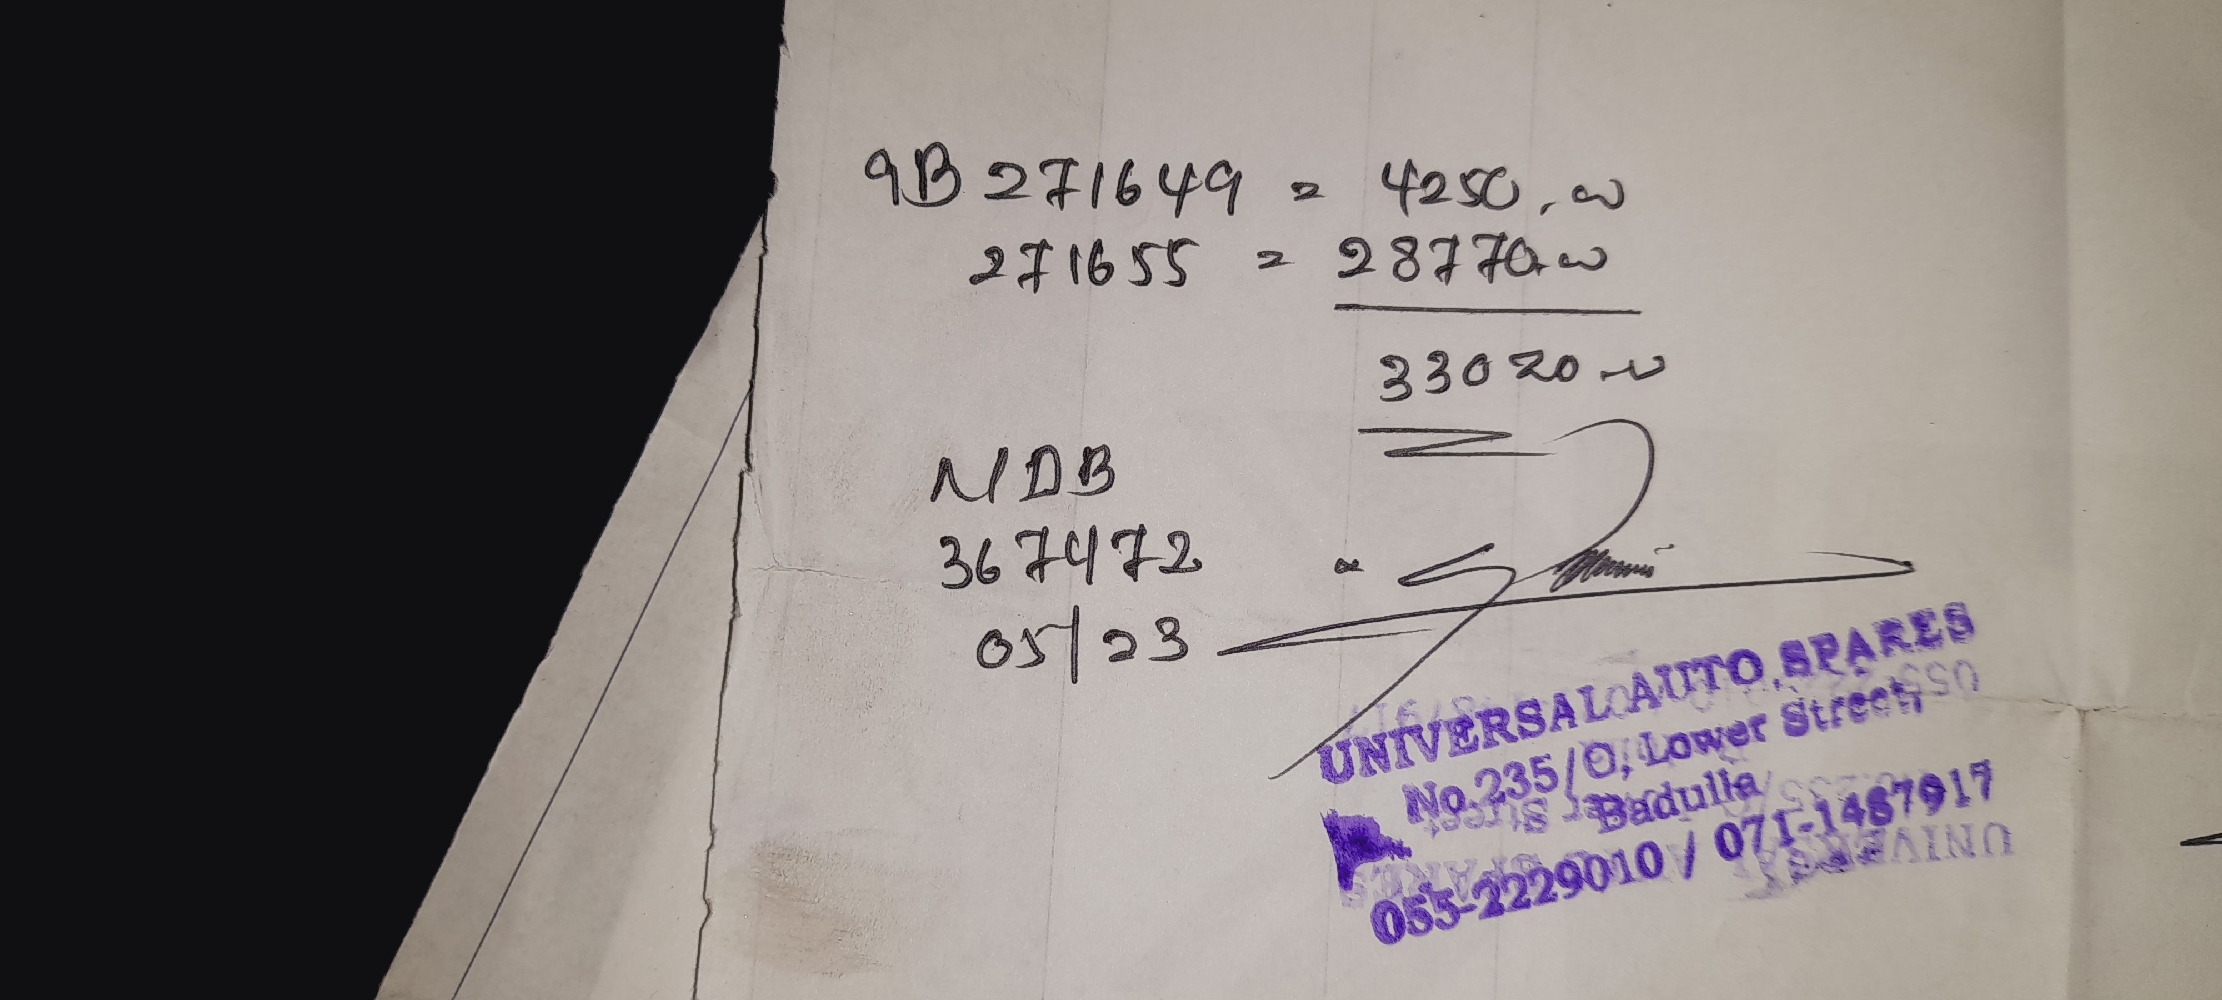 9B 271649 = 4250.00
271655 = 28770.00
33020.00
NDB
367472
05/23
UNIVERSAL AUTO SPARES
No.235/O, Lower Street,
Badulla
055-2229010 / 071-1487917